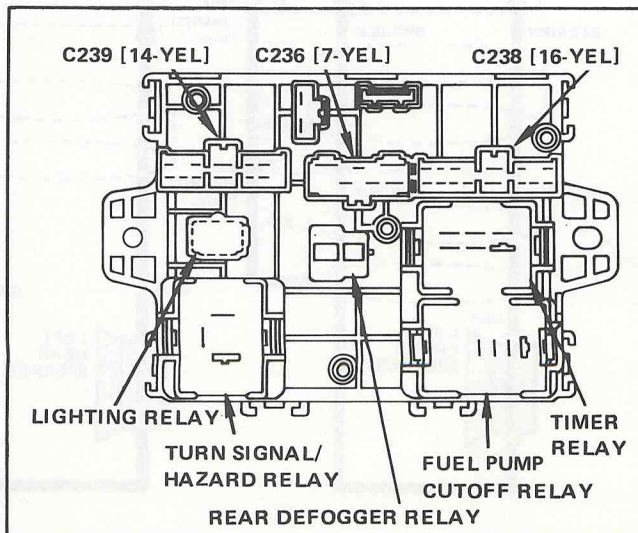 C239 [14-YEL] C236 [7-YEL] C238 [16-YEL]
LIGHTING RELAY
TURN SIGNAL/
HAZARD RELAY
REAR DEFOGGER RELAY
FUEL PUMP
CUTOFF RELAY
TIMER
RELAY